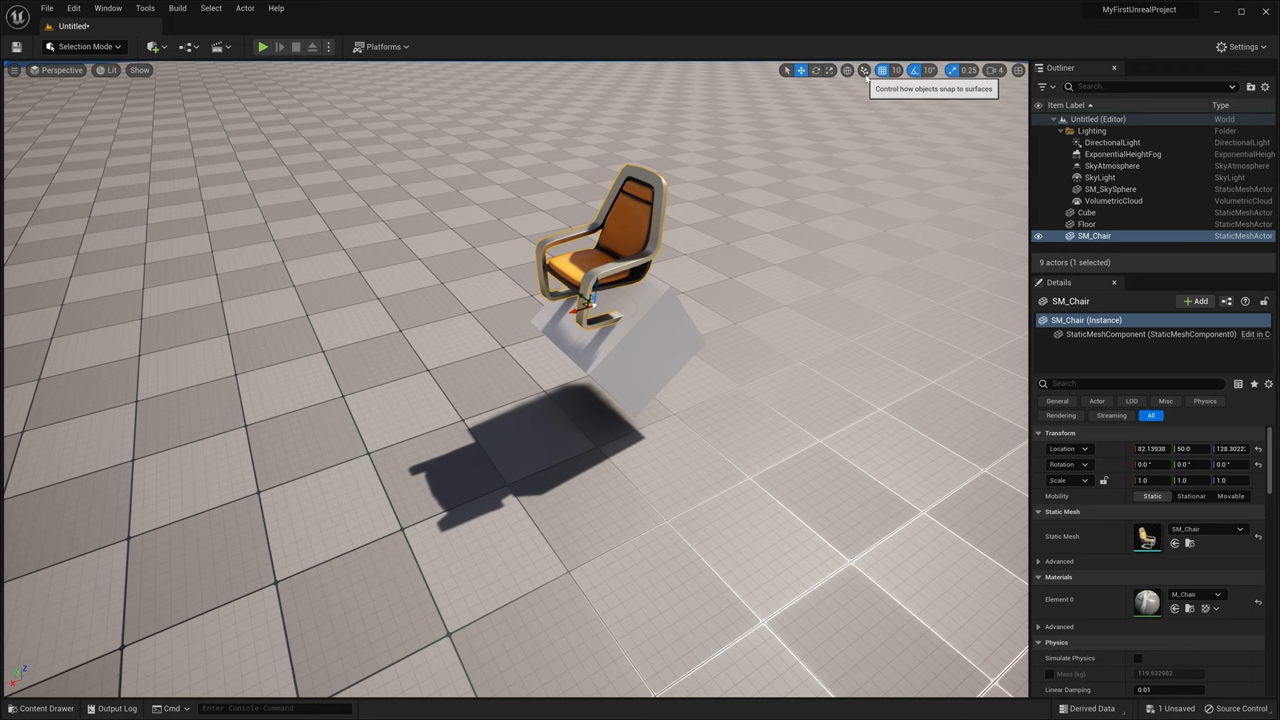 File Edit Window Tools Build Select Actor Help
MyFirstUnrealProject
Untitled*
Selection Mode
Platforms
Settings
Perspective Lit Show
10 10° 0.25 4
Control how objects snap to surfaces
Outliner
Search...
Item Label Type
Untitled (Editor) World
Lighting Folder
DirectionalLight DirectionalLight
ExponentialHeightFog ExponentialHeigh
SkyAtmosphere SkyAtmosphere
SkyLight SkyLight
SM_SkySphere StaticMeshActor
VolumetricCloud VolumetricCloud
Cube StaticMeshActor
Floor StaticMeshActor
SM_Chair StaticMeshActor
9 actors (1 selected)
Details
SM_Chair
Add
SM_Chair (Instance)
StaticMeshComponent (StaticMeshComponent0) Edit in C
Search
General Actor LOD Misc Physics
Rendering Streaming All
Transform
Location 82.13938 50.0 128.30222
Rotation 0.0° 0.0° 0.0°
Scale 1.0 1.0 1.0
Mobility Static Stationar Movable
Static Mesh
Static Mesh SM_Chair
Advanced
Materials
Element 0 M_Chair
Advanced
Physics
Simulate Physics
Mass (kg) 119.532982
Linear Damping 0.01
Z
X
Content Drawer Output Log Cmd Enter Console Command
Derived Data 1 Unsaved Source Control